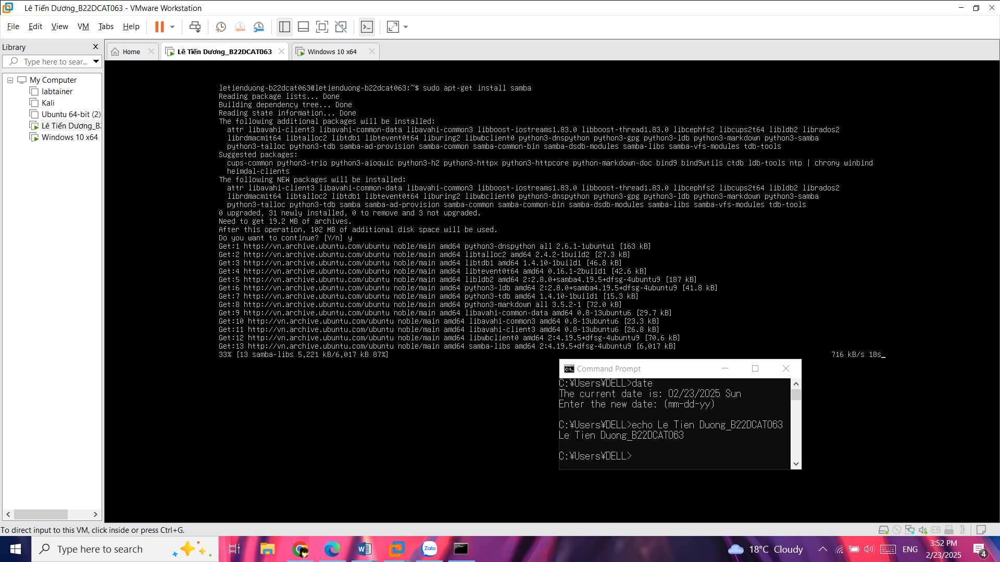 Lê Tiến Dương_B22DCAT063 - VMware Workstation
File Edit View VM Tabs Help
Library
Type here to sear...
My Computer
labtainer
Kali
Ubuntu 64-bit (2)
Lê Tiến Dương_B2
Windows 10 x64
Home
Lê Tiến Dương_B22DCAT063
Windows 10 x64
letienduong-b22dcat063@letienduong-b22dcat063:~$ sudo apt-get install samba
Reading package lists... Done
Building dependency tree... Done
Reading state information... Done
The following additional packages will be installed:
attr libavahi-client3 libavahi-common-data libavahi-common3 libboost-iostreams1.83.0 libboost-thread1.83.0 libcephfs2 libcups2t64 libldb2 librados2
librdmacm1t64 libtalloc2 libtdb1 libtevent0t64 liburing2 libwbclient0 python3-dnspython python3-gpg python3-ldb python3-markdown python3-samba
python3-talloc python3-tdb samba-ad-provision samba-common samba-common-bin samba-dsdb-modules samba-libs samba-vfs-modules tdb-tools
Suggested packages:
cups-common python3-trio python3-aioquic python3-h2 python3-httpx python3-httpcore python-markdown-doc bind9 bind9utils ctdb ldb-tools ntp | chrony winbind
heimdal-clients
The following NEW packages will be installed:
attr libavahi-client3 libavahi-common-data libavahi-common3 libboost-iostreams1.83.0 libboost-thread1.83.0 libcephfs2 libcups2t64 libldb2 librados2
librdmacm1t64 libtalloc2 libtdb1 libtevent0t64 liburing2 libwbclient0 python3-dnspython python3-gpg python3-ldb python3-markdown python3-samba
python3-talloc python3-tdb samba samba-ad-provision samba-common samba-common-bin samba-dsdb-modules samba-libs samba-vfs-modules tdb-tools
0 upgraded, 31 newly installed, 0 to remove and 3 not upgraded.
Need to get 19.2 MB of archives.
After this operation, 102 MB of additional disk space will be used.
Do you want to continue? [Y/n] y
Get:1 http://vn.archive.ubuntu.com/ubuntu noble/main amd64 python3-dnspython all 2.6.1-1ubuntu1 [163 kB]
Get:2 http://vn.archive.ubuntu.com/ubuntu noble/main amd64 libtalloc2 amd64 2.4.2-1build2 [27.3 kB]
Get:3 http://vn.archive.ubuntu.com/ubuntu noble/main amd64 libtdb1 amd64 1.4.10-1build1 [46.8 kB]
Get:4 http://vn.archive.ubuntu.com/ubuntu noble/main amd64 libtevent0t64 amd64 0.16.1-2build1 [42.6 kB]
Get:5 http://vn.archive.ubuntu.com/ubuntu noble/main amd64 libldb2 amd64 2:2.8.0+samba4.19.5+dfsg-4ubuntu9 [187 kB]
Get:6 http://vn.archive.ubuntu.com/ubuntu noble/main amd64 python3-ldb amd64 2:2.8.0+samba4.19.5+dfsg-4ubuntu9 [41.8 kB]
Get:7 http://vn.archive.ubuntu.com/ubuntu noble/main amd64 python3-tdb amd64 1.4.10-1build1 [15.3 kB]
Get:8 http://vn.archive.ubuntu.com/ubuntu noble/main amd64 python3-markdown all 3.5.2-1 [72.0 kB]
Get:9 http://vn.archive.ubuntu.com/ubuntu noble/main amd64 libavahi-common-data amd64 0.8-13ubuntu6 [29.7 kB]
Get:10 http://vn.archive.ubuntu.com/ubuntu noble/main amd64 libavahi-common3 amd64 0.8-13ubuntu6 [23.3 kB]
Get:11 http://vn.archive.ubuntu.com/ubuntu noble/main amd64 libavahi-client3 amd64 0.8-13ubuntu6 [26.8 kB]
Get:12 http://vn.archive.ubuntu.com/ubuntu noble/main amd64 libwbclient0 amd64 2:4.19.5+dfsg-4ubuntu9 [70.6 kB]
Get:13 http://vn.archive.ubuntu.com/ubuntu noble/main amd64 samba-libs amd64 2:4.19.5+dfsg-4ubuntu9 [6,017 kB]
33% [13 samba-libs 5,221 kB/6,017 kB 87%] 716 kB/s 18s_
Command Prompt
C:¥Users¥DELL>date
The current date is: 02/23/2025 Sun
Enter the new date: (mm-dd-yy)
C:¥Users¥DELL>echo Le Tien Duong_B22DCAT063
Le Tien Duong_B22DCAT063
C:¥Users¥DELL>
To direct input to this VM, click inside or press Ctrl+G.
Type here to search
Zalo
18°C Cloudy
ENG
3:52 PM
2/23/2025
4